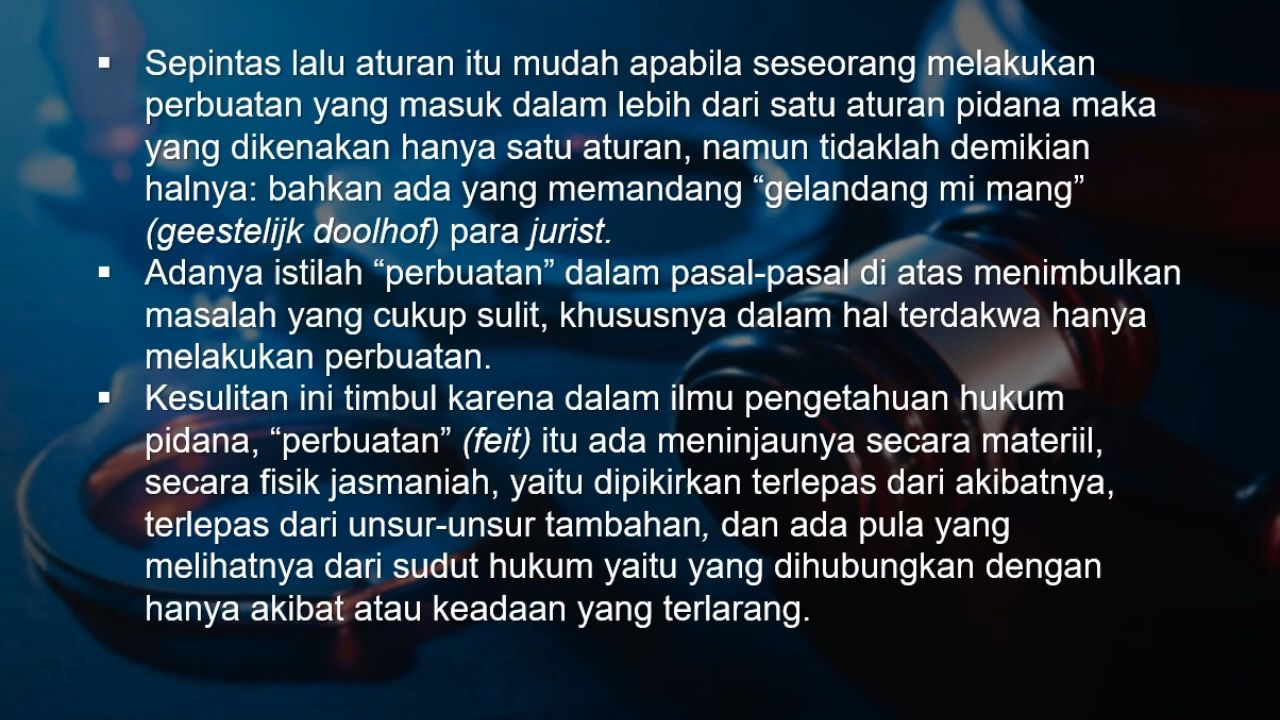 ▪ Sepintas lalu aturan itu mudah apabila seseorang melakukan
perbuatan yang masuk dalam lebih dari satu aturan pidana maka
yang dikenakan hanya satu aturan, namun tidaklah demikian
halnya: bahkan ada yang memandang “gelandang mi mang”
(geestelijk doolhof) para jurist.
▪ Adanya istilah “perbuatan” dalam pasal-pasal di atas menimbulkan
masalah yang cukup sulit, khususnya dalam hal terdakwa hanya
melakukan perbuatan.
▪ Kesulitan ini timbul karena dalam ilmu pengetahuan hukum
pidana, “perbuatan” (feit) itu ada meninjaunya secara materiil,
secara fisik jasmaniah, yaitu dipikirkan terlepas dari akibatnya,
terlepas dari unsur-unsur tambahan, dan ada pula yang
melihatnya dari sudut hukum yaitu yang dihubungkan dengan
hanya akibat atau keadaan yang terlarang.